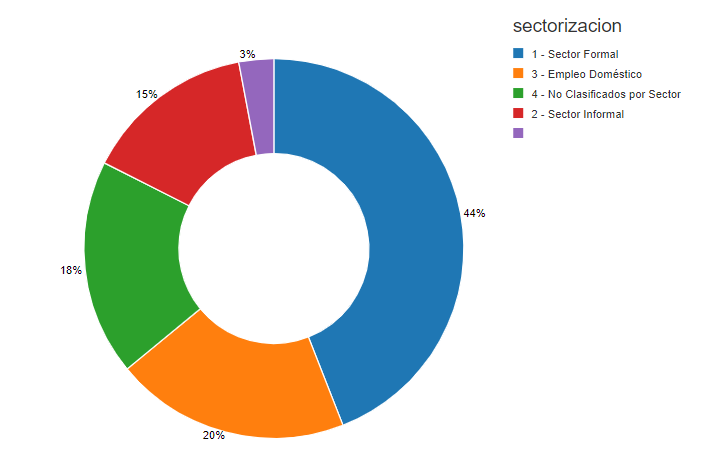 sectorizacion
1 - Sector Formal
3 - Empleo Doméstico
4 - No Clasificados por Sector
2 - Sector Informal
3%
15%
44%
18%
20%